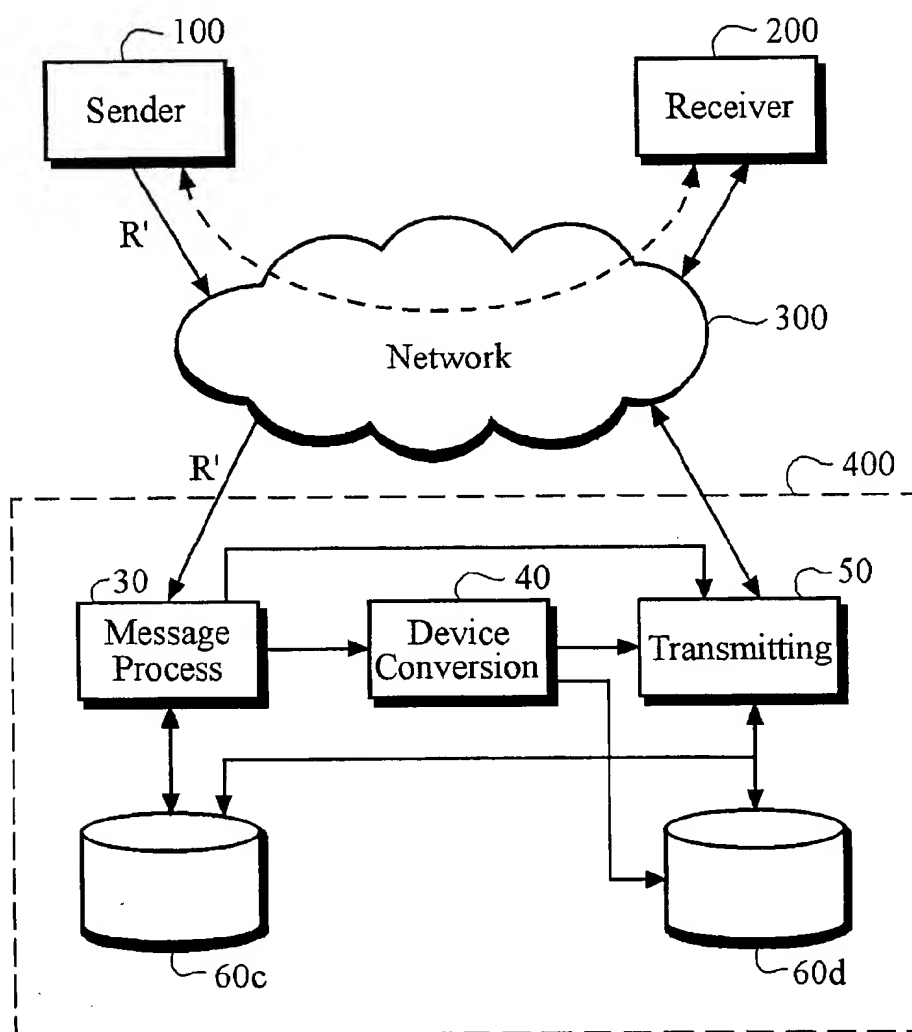 100
Sender
200
Receiver
R'
300
Network
R'
400
30
Message
Process
40
Device
Conversion
50
Transmitting
60c
60d